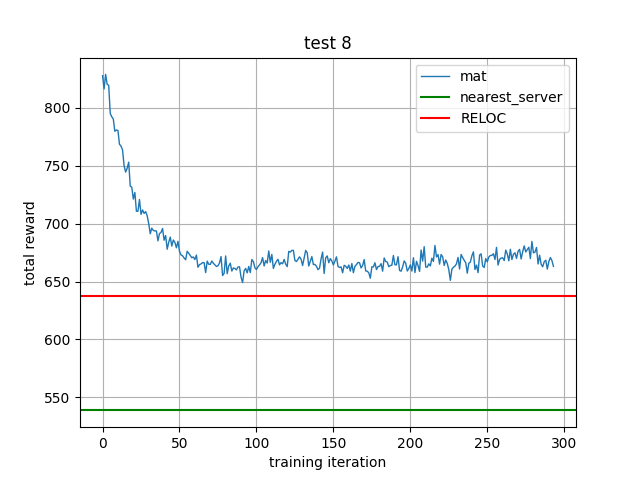 test 8
mat
nearest_server
RELOC
total reward
800
750
700
650
600
550
0 50 100 150 200 250 300
training iteration